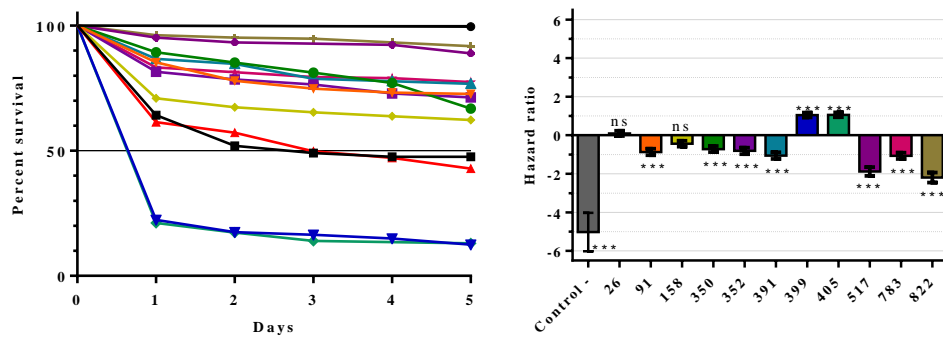 Percent survival
100
50
0
0 1 2 3 4 5
Days
Hazard ratio
6
4
2
0
-2
-4
-6
*** ns *** ns *** *** *** *** *** *** *** ***
Control - 26 91 158 350 352 391 399 405 517 783 822